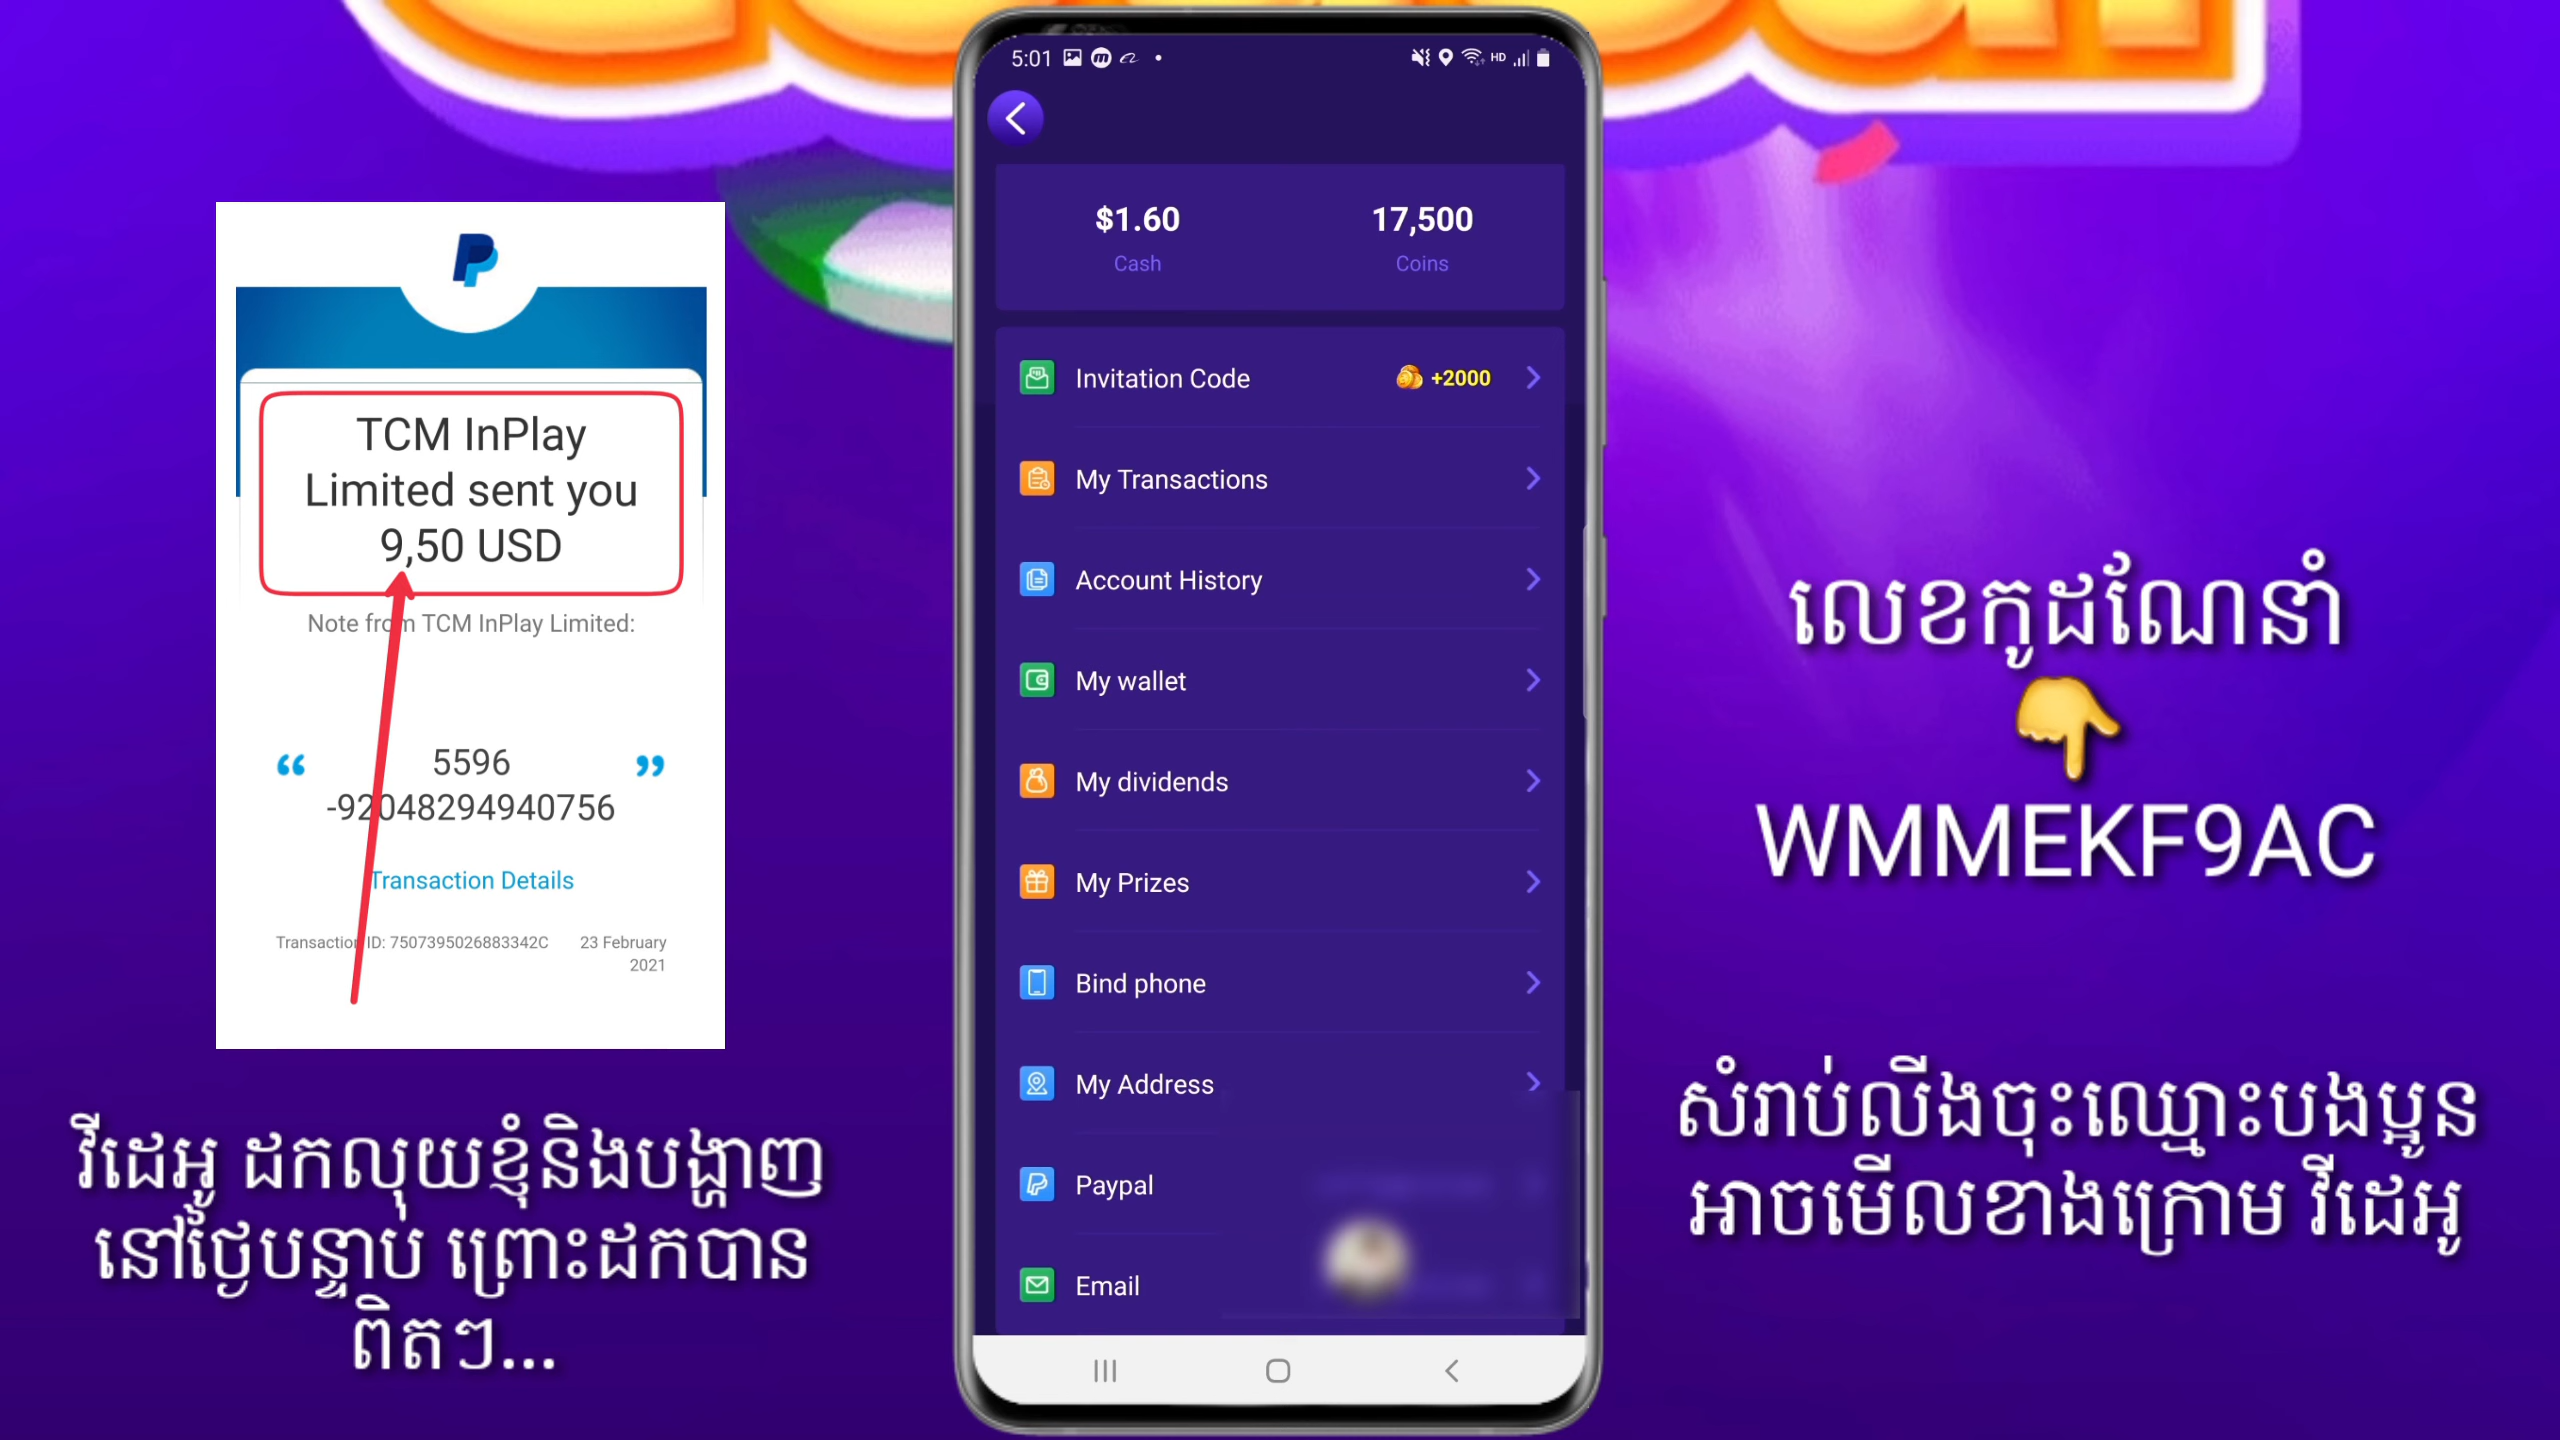 TCM InPlay
Limited sent you
9,50 USD
Note from TCM InPlay Limited:
“ 5596 ”
-92048294940756
Transaction Details
Transaction ID: 7507395026883342C 23 February
2021
វីដេអូ ដកលុយខ្ញុំនិងបង្ហាញ
នៅថ្ងៃបន្ទាប់ ព្រោះដកបាន
ពិតៗ...
5:01
HD
$1.60 17,500
Cash Coins
Invitation Code +2000
My Transactions
Account History
My wallet
My dividends
My Prizes
Bind phone
My Address
Paypal
Email
លេខកូដណែនាំ
WMMEKF9AC
សំរាប់លីងចុះឈ្មោះបងប្អូន
អាចមើលខាងក្រោម វីដេអូ